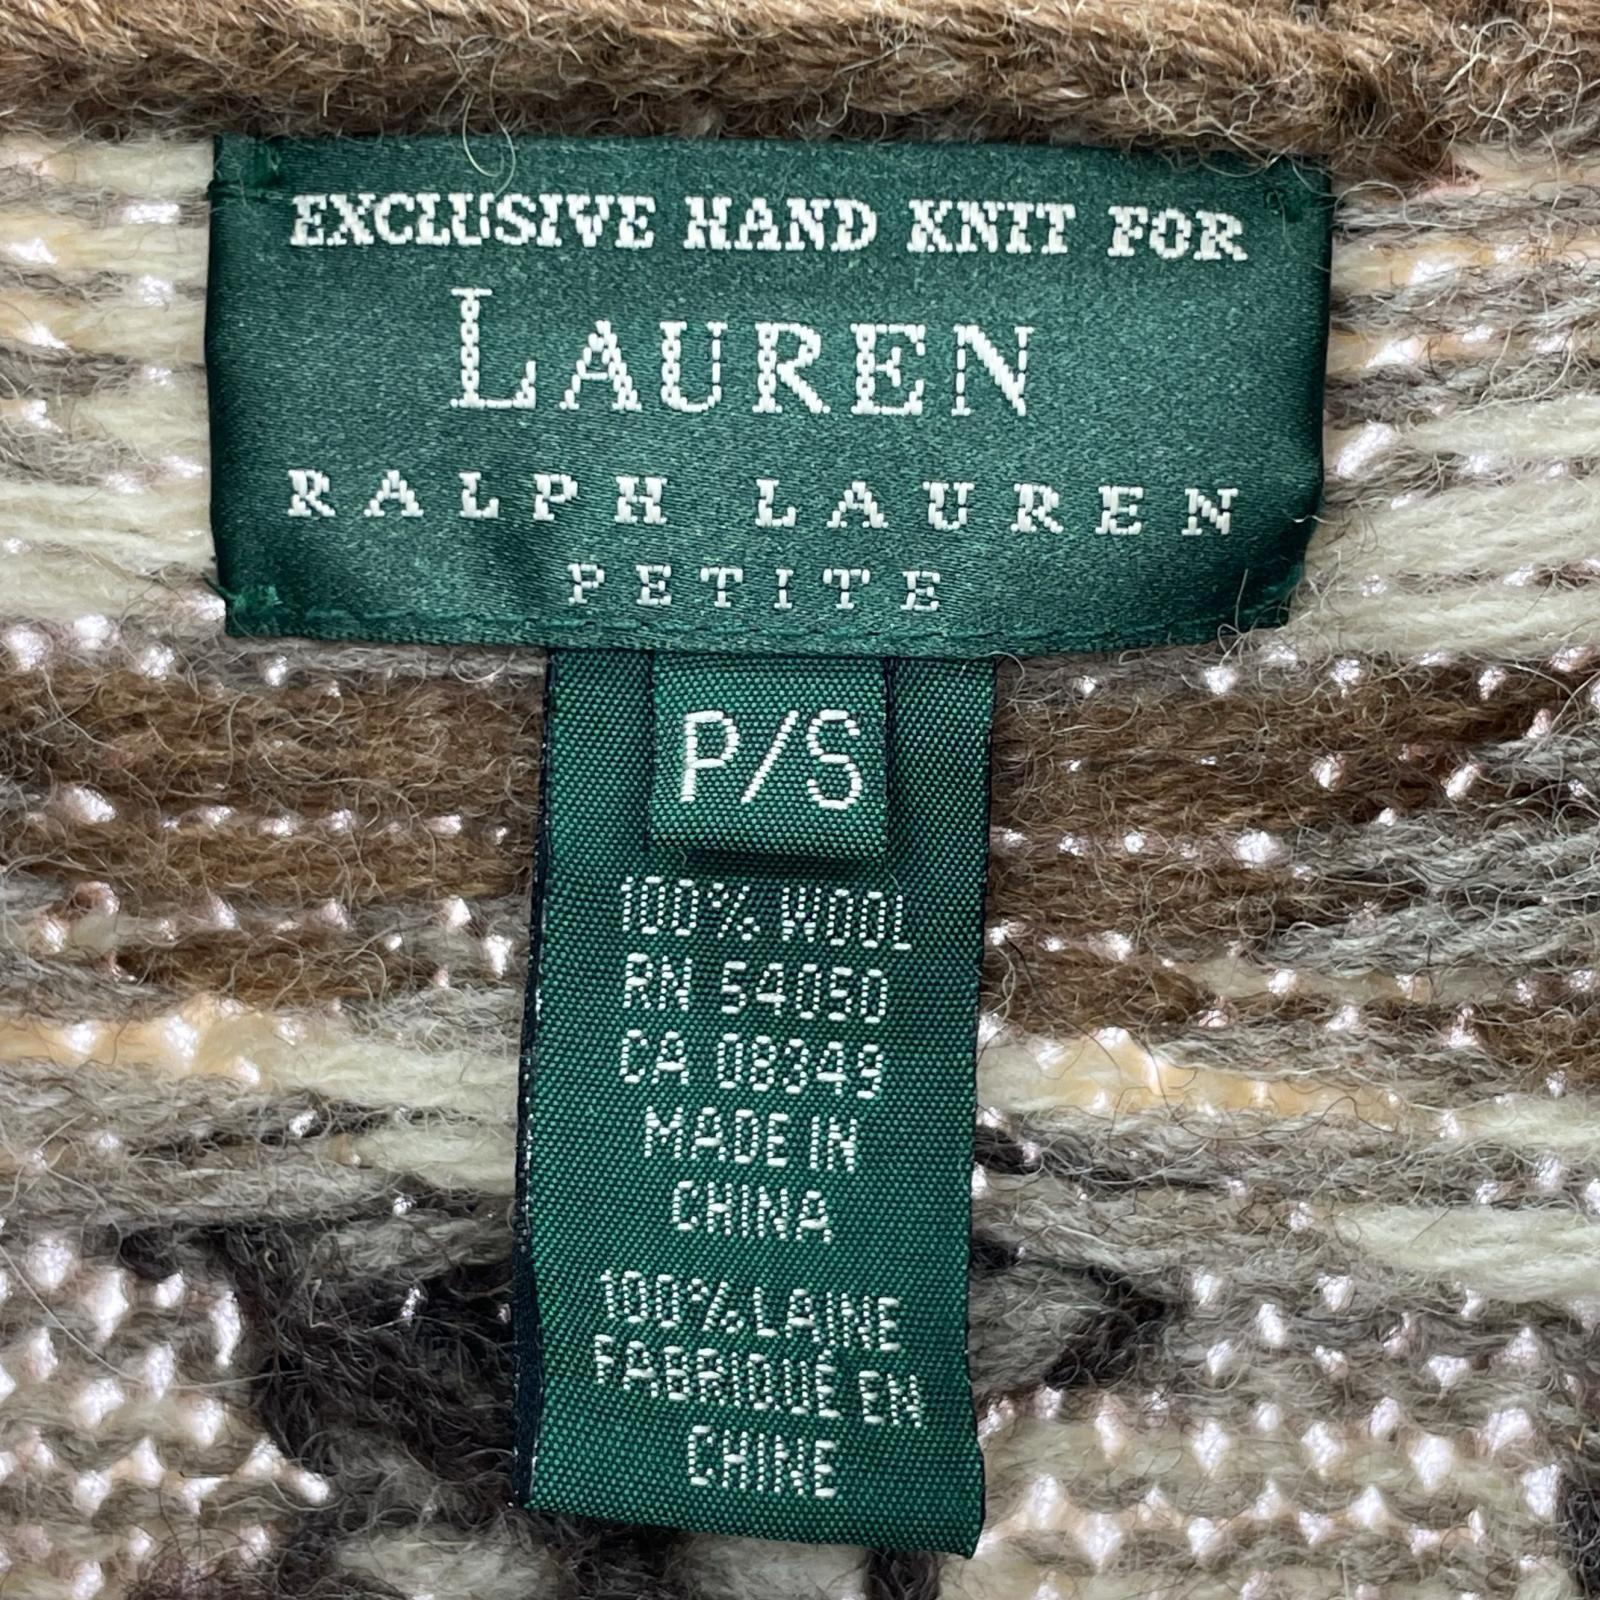 EXCLUSIVE HAND KNIT FOR
LAUREN
RALPH LAUREN
PETITE
P/S
100% WOOL
RN 54050
CA 08349
MADE IN
CHINA
100% LAINE
FABRIQUÉ EN
CHINE